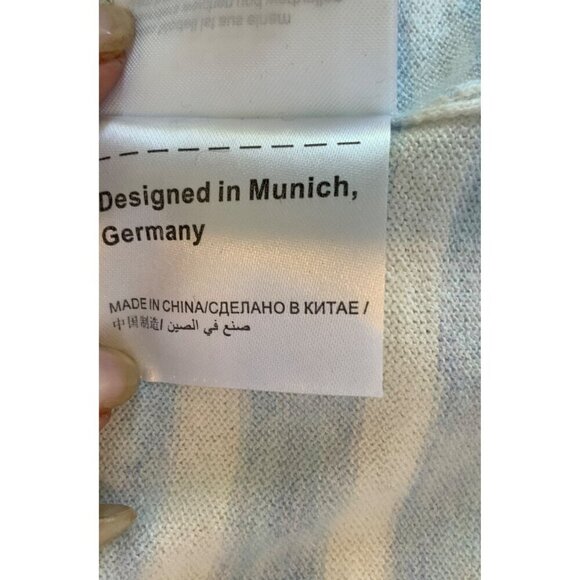 Designed in Munich,
Germany
MADE IN CHINA/СДЕЛАНО В КИТАЕ /
中国制造/ صنع في الصين